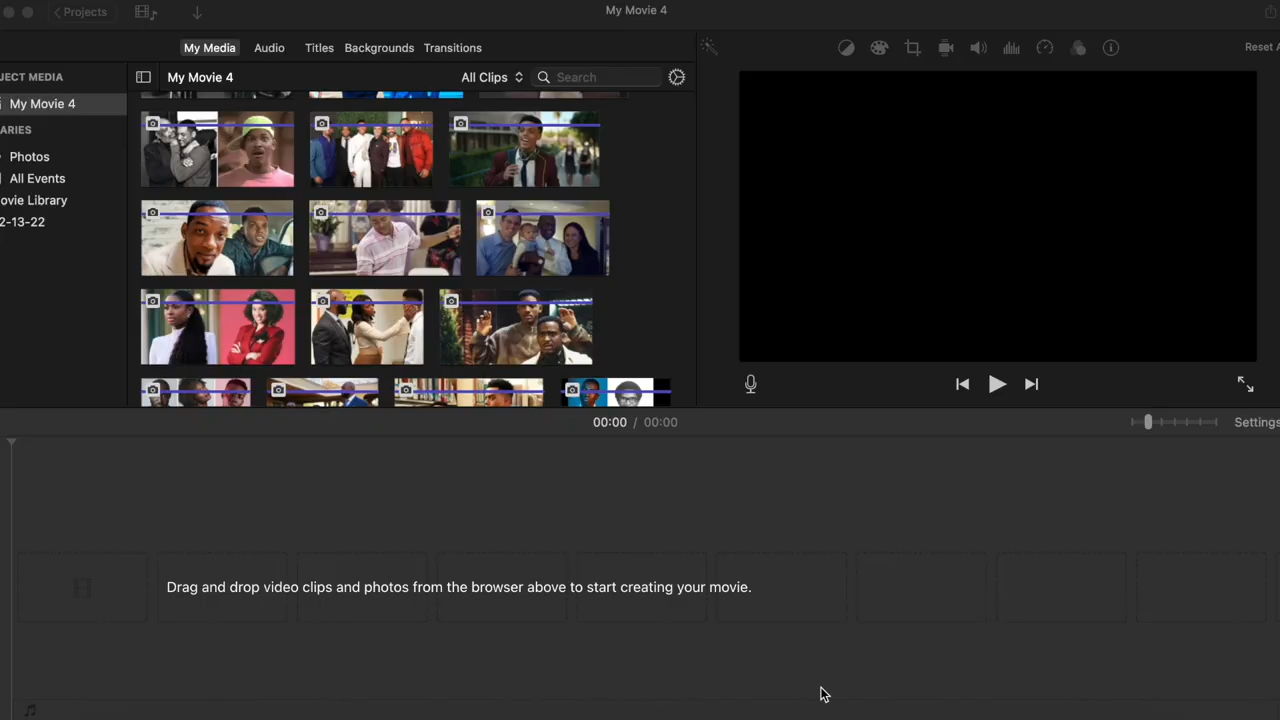 Projects
My Movie 4
My Media Audio Titles Backgrounds Transitions
Reset A
JECT MEDIA
My Movie 4
All Clips
Search
My Movie 4
ARIES
Photos
All Events
ovie Library
2-13-22
00:00 / 00:00
Settings
Drag and drop video clips and photos from the browser above to start creating your movie.